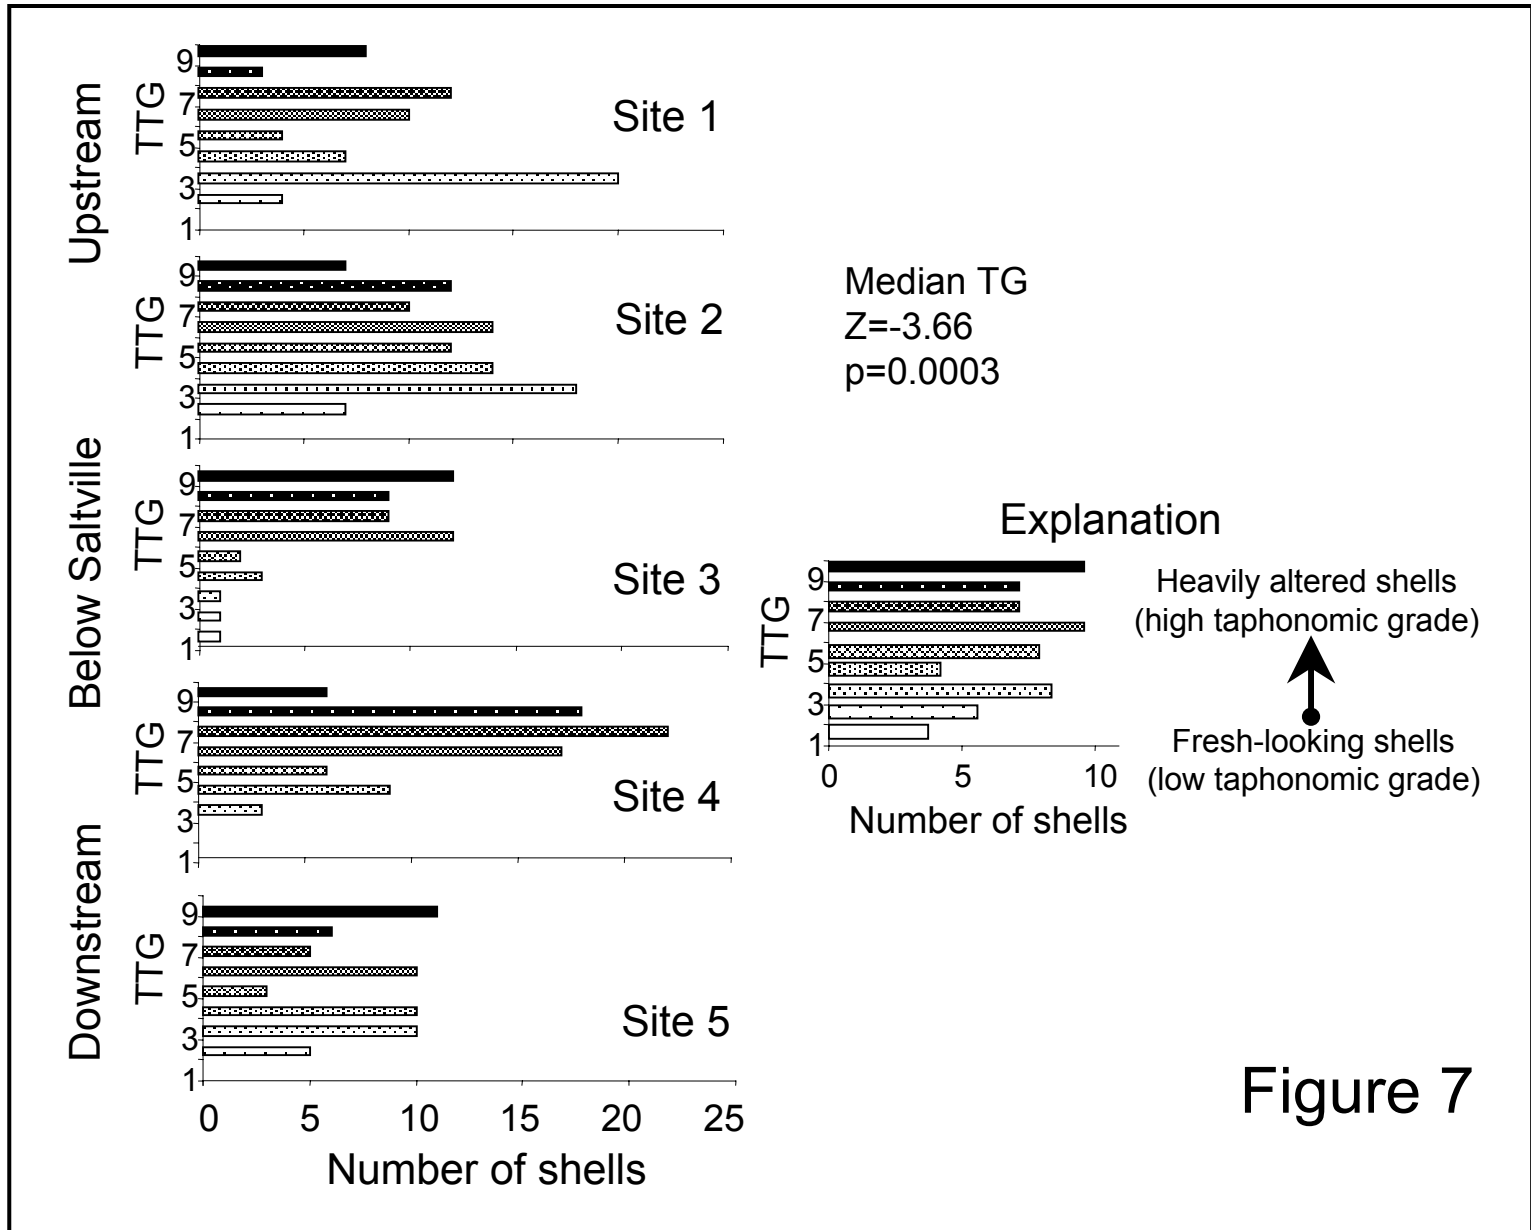 Upstream
TTG
9
7
5
3
1
Site 1
TTG
9
7
5
3
1
Site 2
Median TG
Z=-3.66
p=0.0003
Below Saltville
TTG
9
7
5
3
1
Site 3
TTG
9
7
5
3
1
Site 4
Downstream
TTG
9
7
5
3
1
Site 5
0 5 10 15 20 25
Number of shells
Explanation
TTG
9
7
5
3
1
0 5 10
Number of shells
Heavily altered shells
(high taphonomic grade)
Fresh-looking shells
(low taphonomic grade)
Figure 7